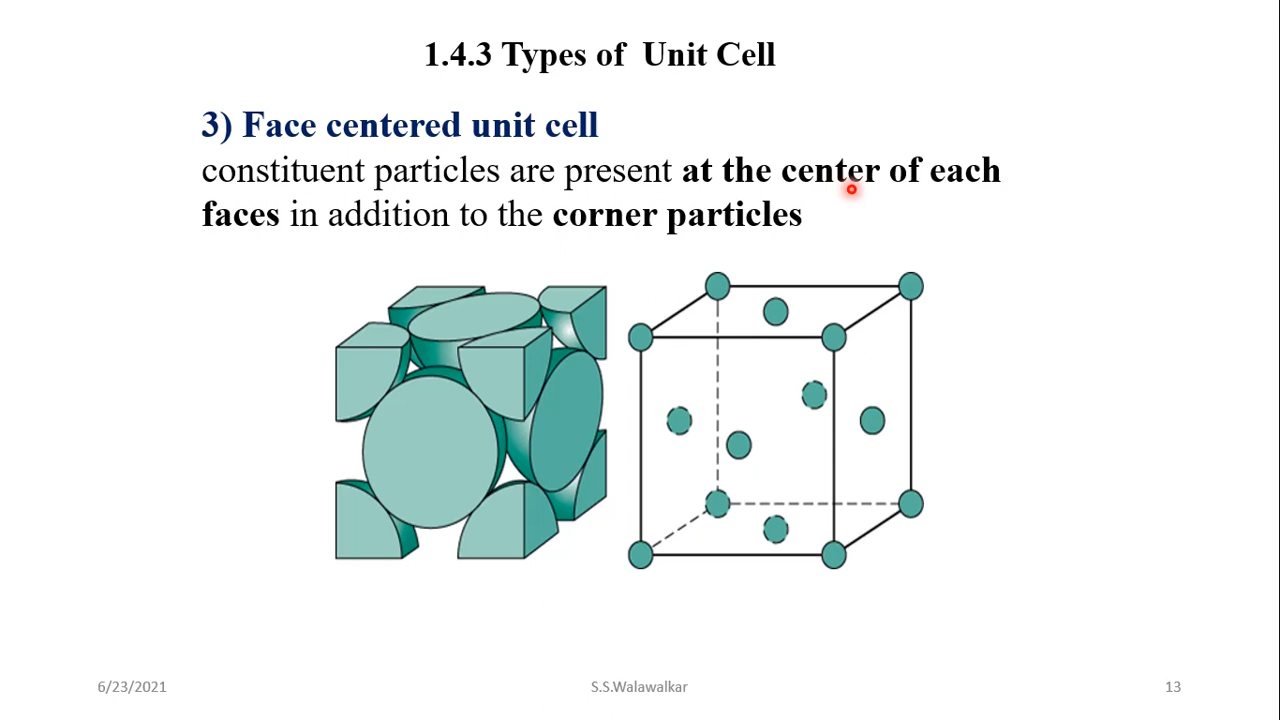 1.4.3 Types of Unit Cell
3) Face centered unit cell
constituent particles are present at the center of each
faces in addition to the corner particles
6/23/2021
S.S.Walawalkar
13